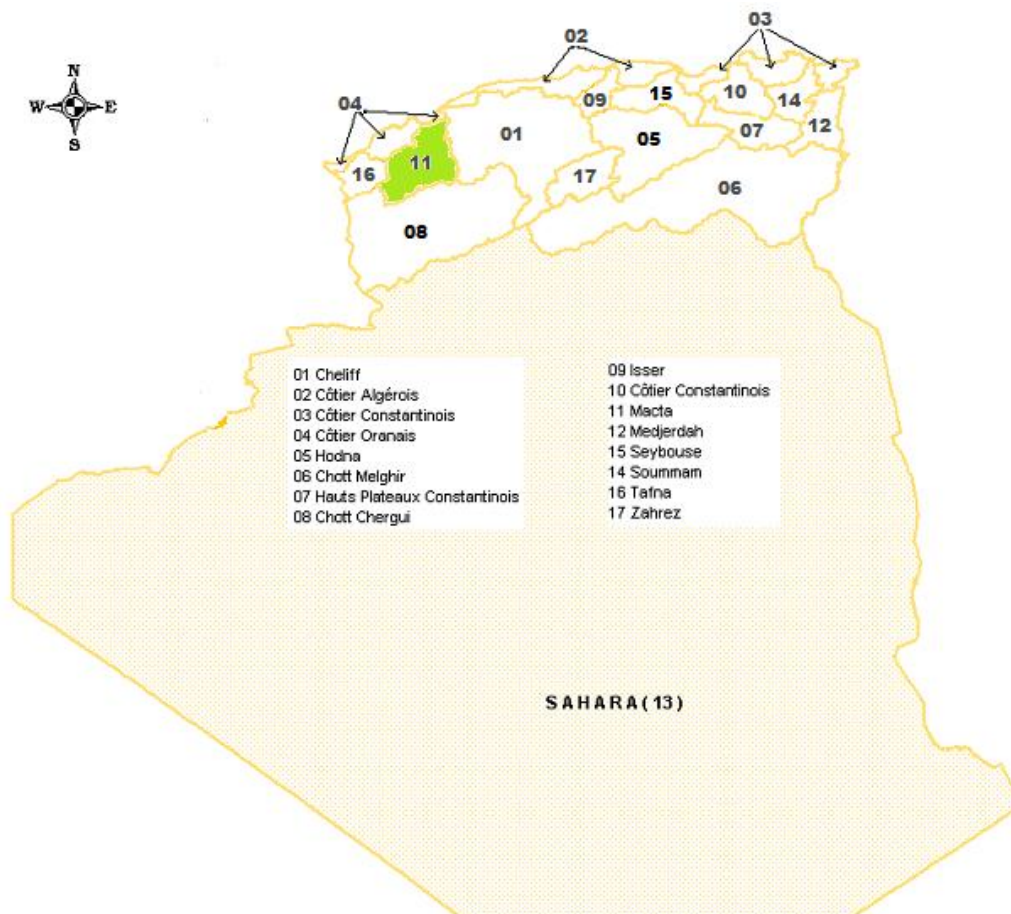 03
02
N
W E
S
04
09
15
10
14
12
01
05
07
11
16
17
06
08
01 Cheliff
02 Côtier Algérois
03 Côtier Constantinois
04 Côtier Oranais
05 Hodna
06 Chott Melghir
07 Hauts Plateaux Constantinois
08 Chott Chergui
09 Isser
10 Côtier Constantinois
11 Macta
12 Medjerdah
15 Seybouse
14 Soummam
16 Tafna
17 Zahrez
SAHARA(13)